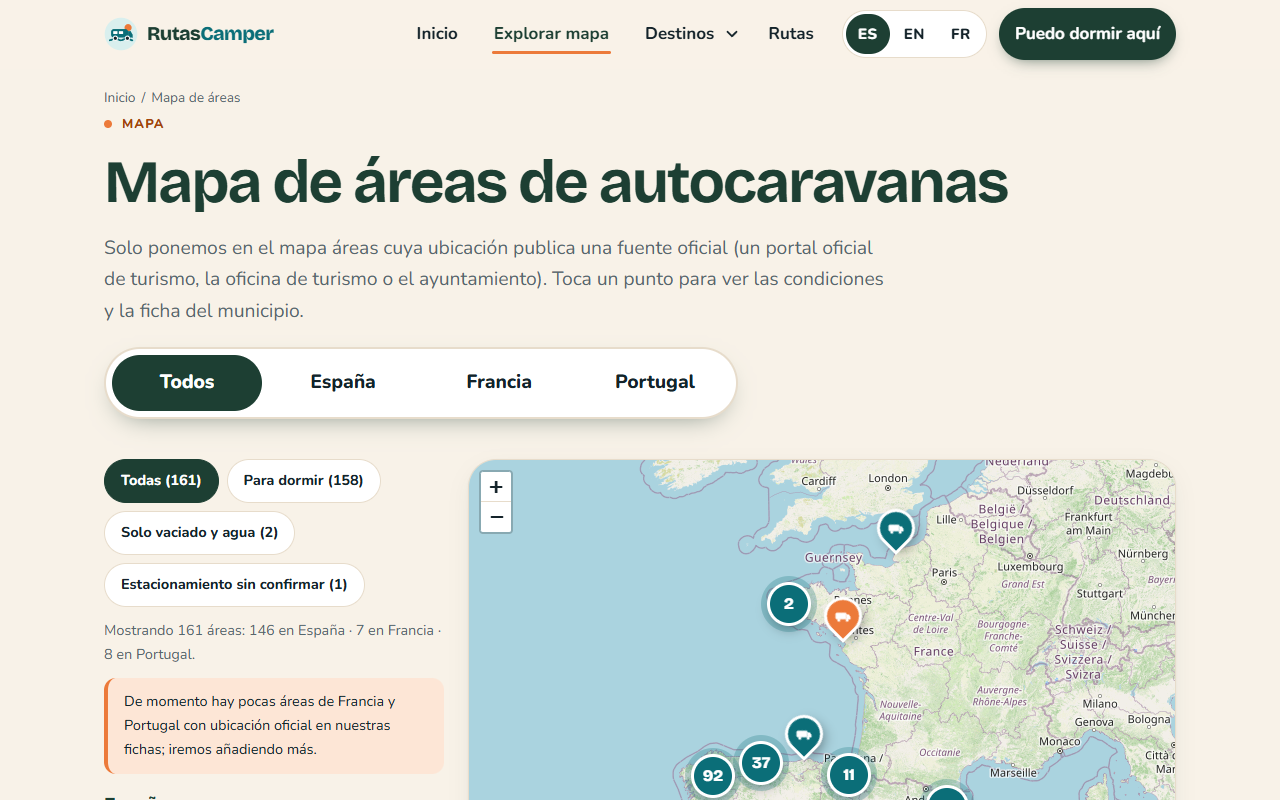 RutasCamper
Inicio
Explorar mapa
Destinos
Rutas
ES
EN
FR
Puedo dormir aquí
Inicio / Mapa de áreas
MAPA
Mapa de áreas de autocaravanas
Solo ponemos en el mapa áreas cuya ubicación publica una fuente oficial (un portal oficial
de turismo, la oficina de turismo o el ayuntamiento). Toca un punto para ver las condiciones
y la ficha del municipio.
Todos
España
Francia
Portugal
Todas (161)
Para dormir (158)
Solo vaciado y agua (2)
Estacionamiento sin confirmar (1)
Mostrando 161 áreas: 146 en España · 7 en Francia ·
8 en Portugal.
De momento hay pocas áreas de Francia y
Portugal con ubicación oficial en nuestras
fichas; iremos añadiendo más.
+
−
Wales
Nederland
Cardiff
London
Düsseldorf
Magdebu
Deutschland
Lille
België /
Belgique /
Belgien
Frankfurt
am Main
Guernsey
Luxembourg
Nürnberg
Paris
Grand Est
Bayern
Stuttgart
2
München
Centre-Val
de Loire
Bourgogne-
Franche-
Comté
Schweiz /
Suisse /
Svizzera /
Svizra
France
Auvergne-
Rhône-Alpes
Nouvelle-
Aquitaine
Milano
Genova
Bologna
Monaco
Occitanie
Città d
Mar
Marseille
92
37
11